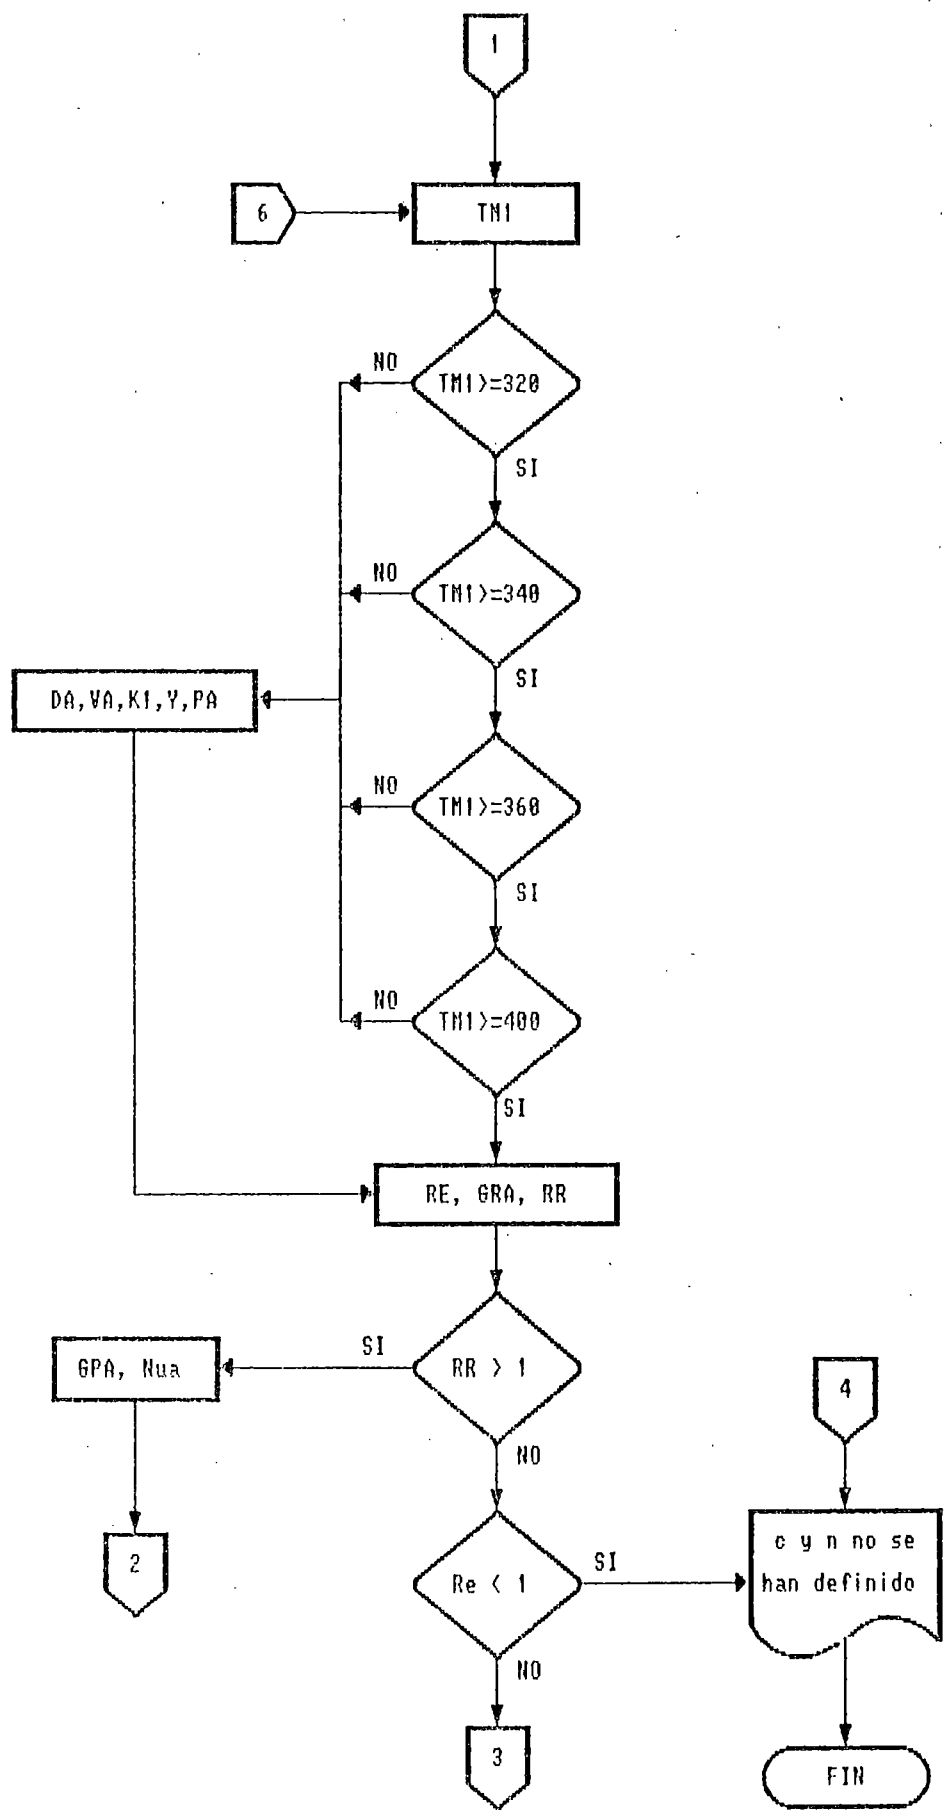 1
6
TM1
NO
TM1>=320
SI
NO
TM1>=340
SI
DA,VA,K1,Y,PA
NO
TM1>=360
SI
NO
TM1>=400
SI
RE, GRA, RR
SI
GPA, Nua
RR > 1
4
NO
2
Re < 1
SI
c y n no se
han definido
NO
3
FIN